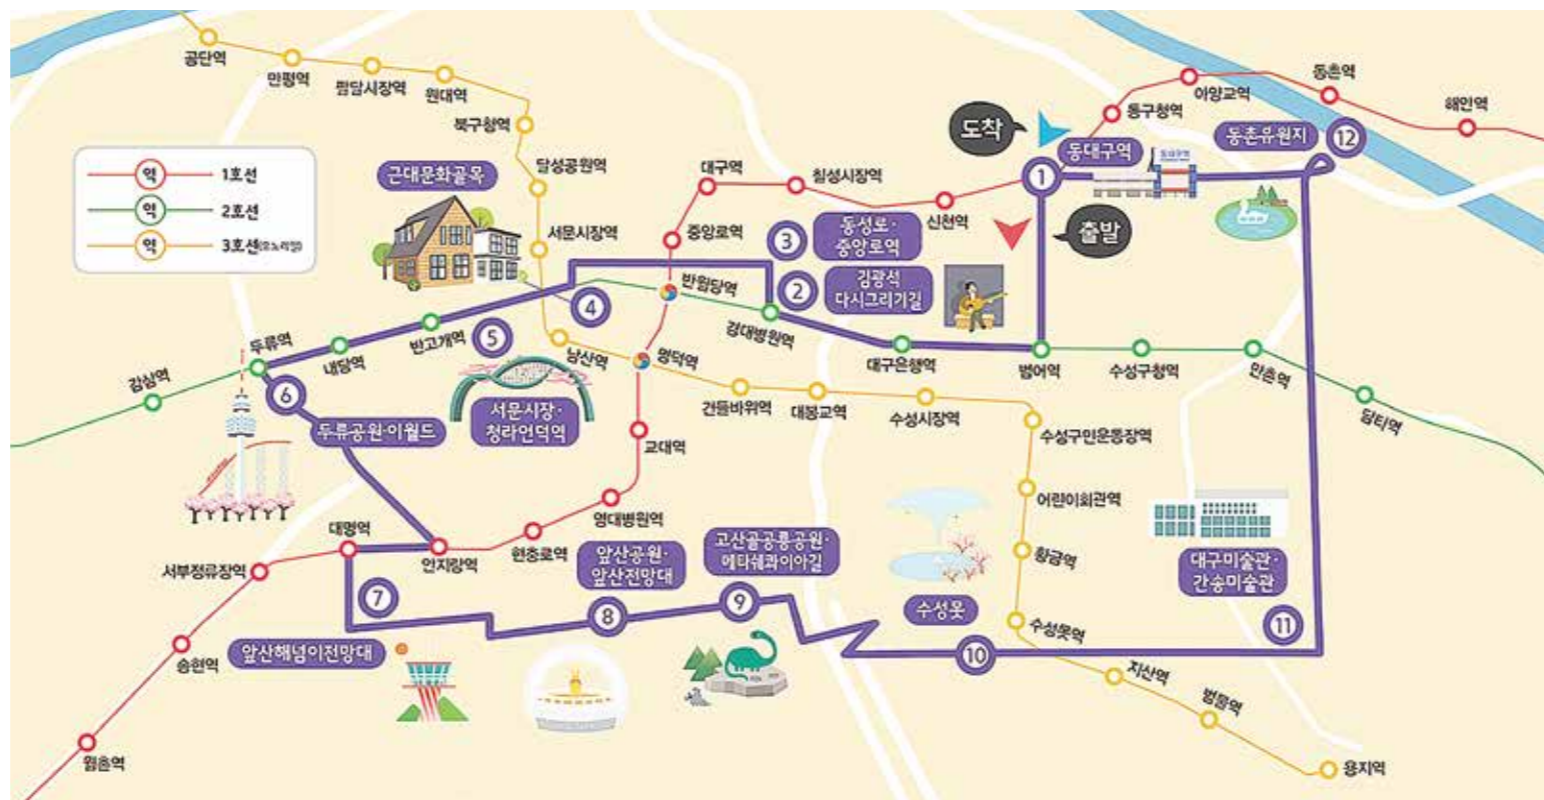 공단역
만평역
팔달시장역
원대역
북구청역
달성공원역
서문시장역
역 1호선
역 2호선
역 3호선(모노레일)
근대문화골목
대구역
칠성시장역
신천역
중앙로역
도착
동대구역
동대구역
출발
1
동구청역
아양교역
동촌역
해안역
동촌유원지
12
3
동성로·
중앙로역
2
김광석
다시그리기길
반월당역
경대병원역
대구은행역
범어역
수성구청역
만촌역
담티역
4
5
반고개역
내당역
두류역
감삼역
6
두류공원·이월드
서문시장·
청라언덕역
남산역
명덕역
건들바위역
대봉교역
수성시장역
수성구민운동장역
어린이회관역
황금역
수성못역
지산역
범물역
용지역
교대역
영대병원역
현충로역
안지랑역
대명역
서부정류장역
송현역
월촌역
7
앞산해넘이전망대
8
앞산공원·
앞산전망대
9
고산골공룡공원·
메타쉐콰이아길
10
수성못
11
대구미술관·
간송미술관